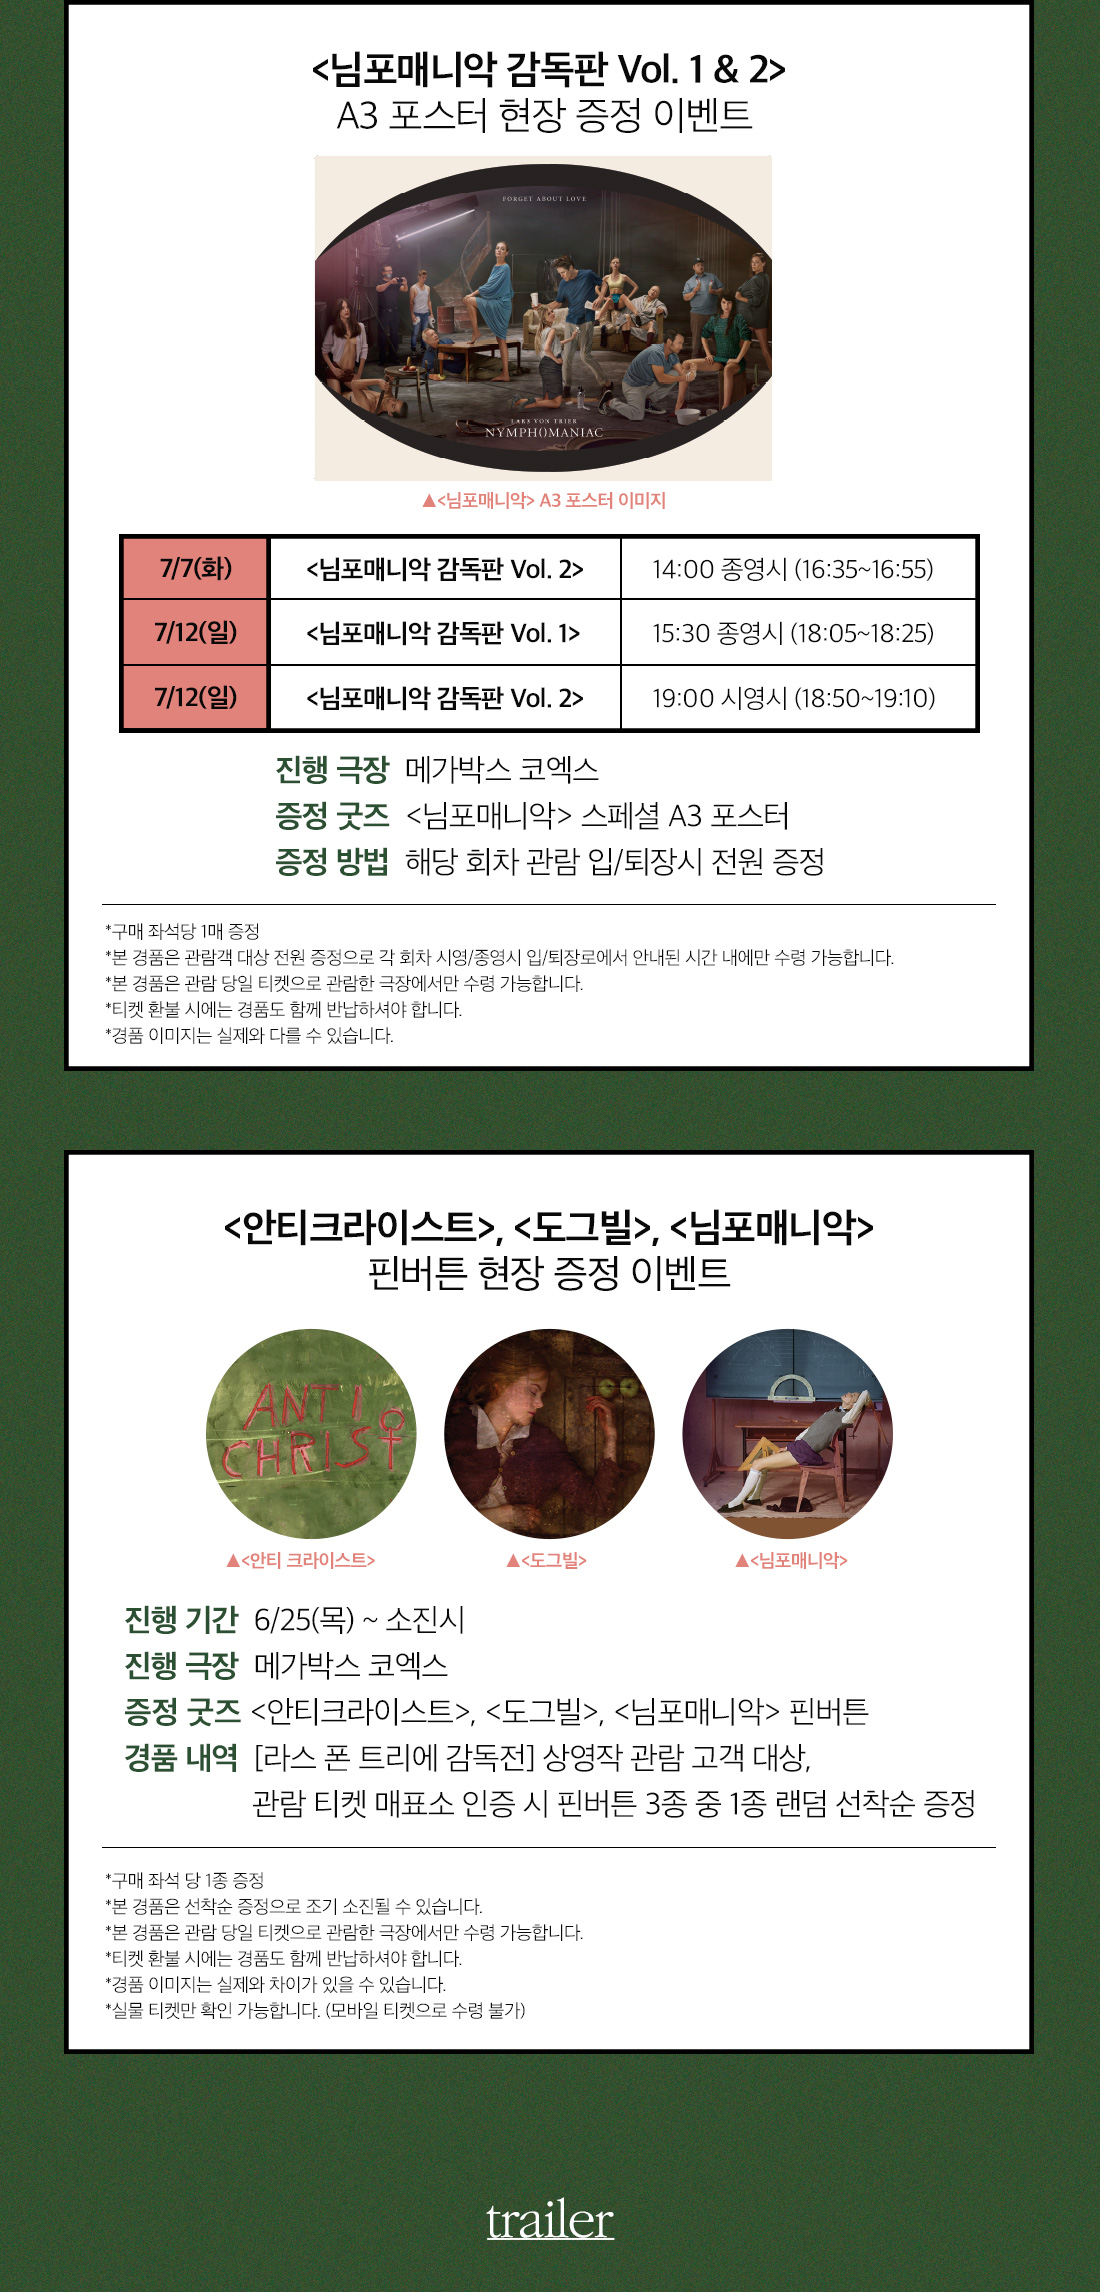 <님포매니악 감독판 Vol. 1 & 2>
A3 포스터 현장 증정 이벤트
FORGET ABOUT LOVE
LARS VON TRIER
NYMPH()MANIAC
▲<님포매니악> A3 포스터 이미지
7/7(화) <님포매니악 감독판 Vol. 2> 14:00 종영시 (16:35~16:55)
7/12(일) <님포매니악 감독판 Vol. 1> 15:30 종영시 (18:05~18:25)
7/12(일) <님포매니악 감독판 Vol. 2> 19:00 시영시 (18:50~19:10)
진행 극장 메가박스 코엑스
증정 굿즈 <님포매니악> 스페셜 A3 포스터
증정 방법 해당 회차 관람 입/퇴장시 전원 증정
*구매 좌석당 1매 증정
*본 경품은 관람객 대상 전원 증정으로 각 회차 시영/종영시 입/퇴장로에서 안내된 시간 내에만 수령 가능합니다.
*본 경품은 관람 당일 티켓으로 관람한 극장에서만 수령 가능합니다.
*티켓 환불 시에는 경품도 함께 반납하셔야 합니다.
*경품 이미지는 실제와 다를 수 있습니다.
<안티크라이스트>, <도그빌>, <님포매니악>
핀버튼 현장 증정 이벤트
ANTI
CHRIS♀
▲<안티 크라이스트> ▲<도그빌> ▲<님포매니악>
진행 기간 6/25(목) ~ 소진시
진행 극장 메가박스 코엑스
증정 굿즈 <안티크라이스트>, <도그빌>, <님포매니악> 핀버튼
경품 내역 [라스 폰 트리에 감독전] 상영작 관람 고객 대상,
관람 티켓 매표소 인증 시 핀버튼 3종 중 1종 랜덤 선착순 증정
*구매 좌석 당 1종 증정
*본 경품은 선착순 증정으로 조기 소진될 수 있습니다.
*본 경품은 관람 당일 티켓으로 관람한 극장에서만 수령 가능합니다.
*티켓 환불 시에는 경품도 함께 반납하셔야 합니다.
*경품 이미지는 실제와 차이가 있을 수 있습니다.
*실물 티켓만 확인 가능합니다. (모바일 티켓으로 수령 불가)
trailer